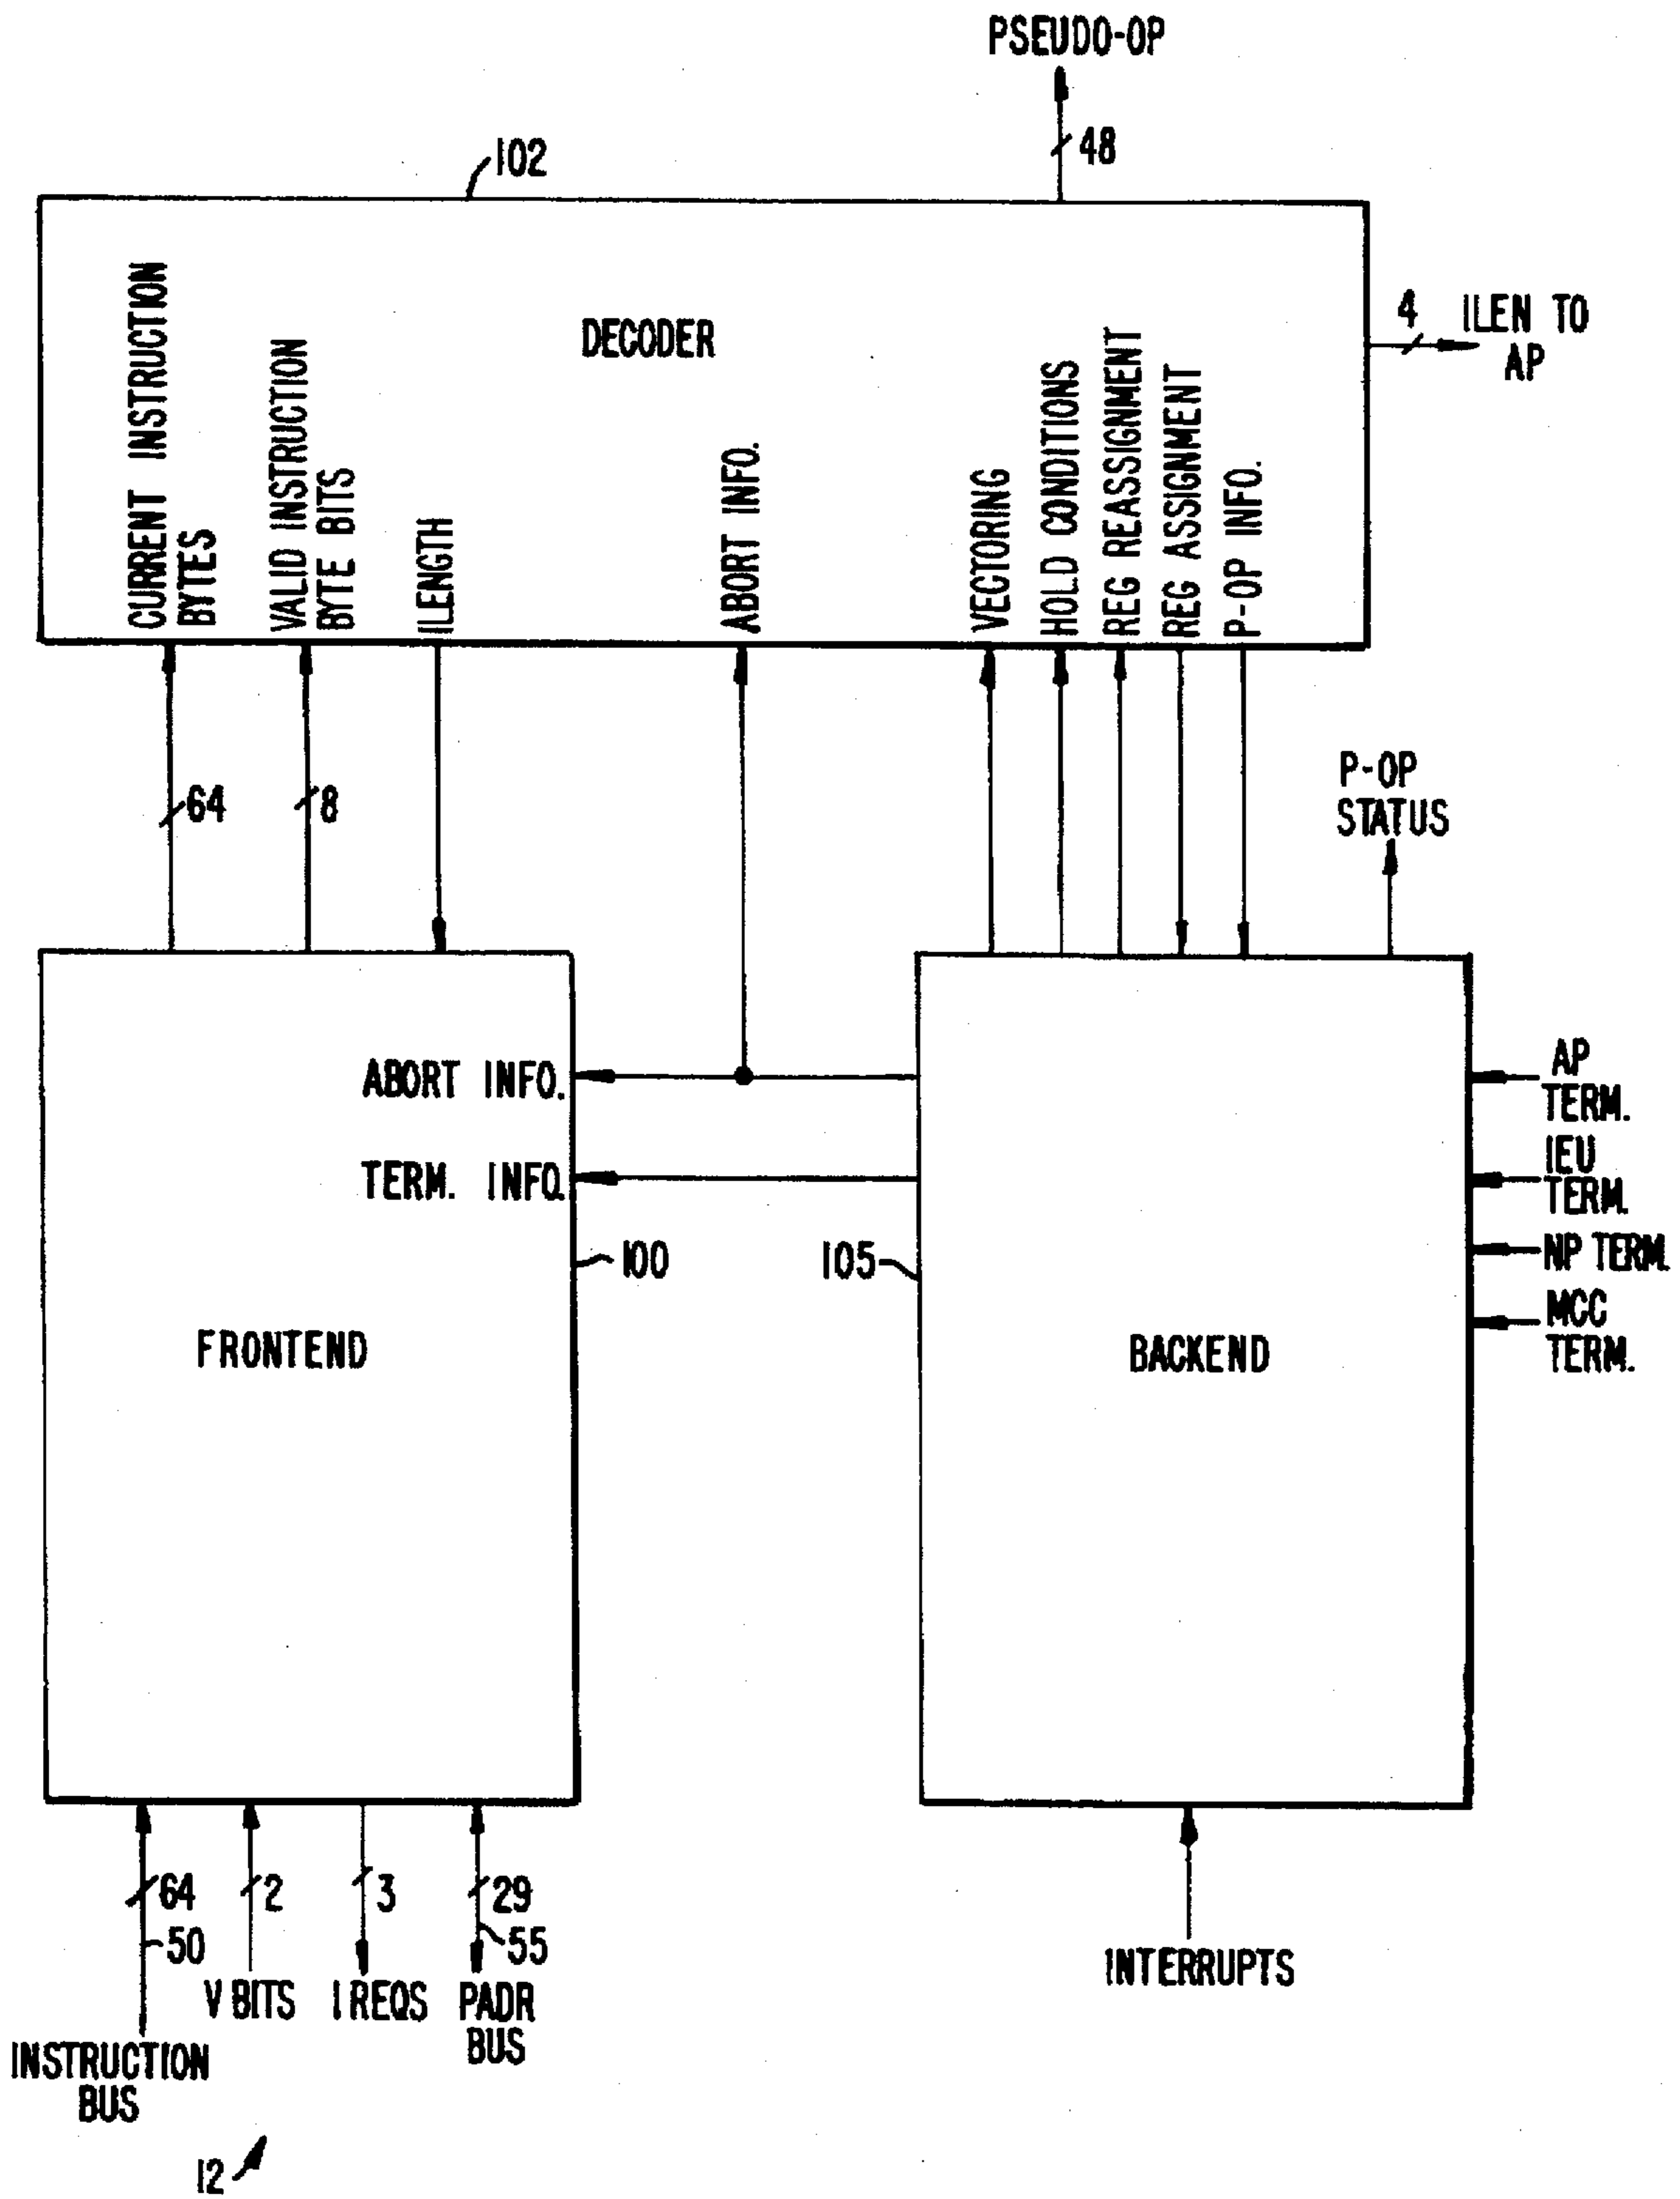 PSEUDO-OP
48
102
DECODER
4
ILEN TO
AP
CURRENT INSTRUCTION
BYTES
VALID INSTRUCTION
BYTE BITS
ILENGTH
ABORT INFO.
VECTORING
HOLD CONDITIONS
REG REASSIGNMENT
REG ASSIGNMENT
P-OP INFO.
64
8
P-OP
STATUS
ABORT INFO.
TERM. INFO.
100
105
FRONTEND
BACKEND
AP
TERM.
IEU
TERM.
NP TERM.
MCC
TERM.
64
2
3
29
50
55
V BITS
I REQS
PADR
BUS
INSTRUCTION
BUS
INTERRUPTS
12